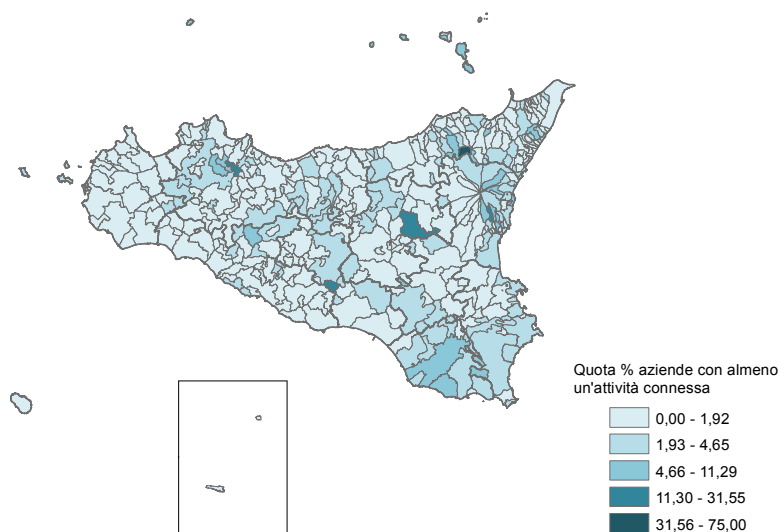 Quota % aziende con almeno
un'attività connessa
0,00 - 1,92
1,93 - 4,65
4,66 - 11,29
11,30 - 31,55
31,56 - 75,00